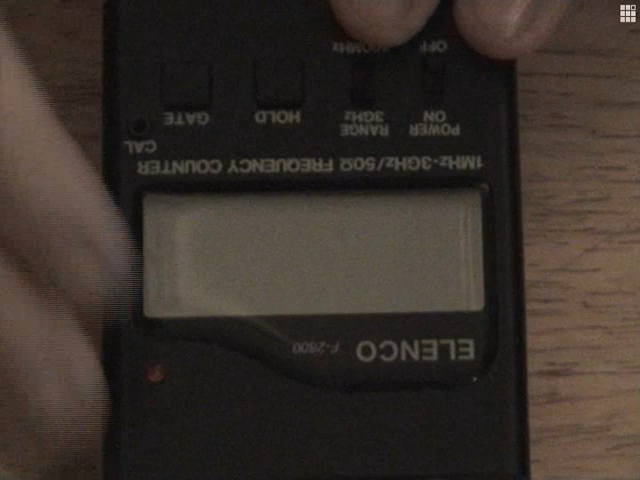 ELENCO F-2800
1MHz-3GHz/50Ω FREQUENCY COUNTER
CAL
POWER RANGE
ON 3GHz HOLD GATE
OFF